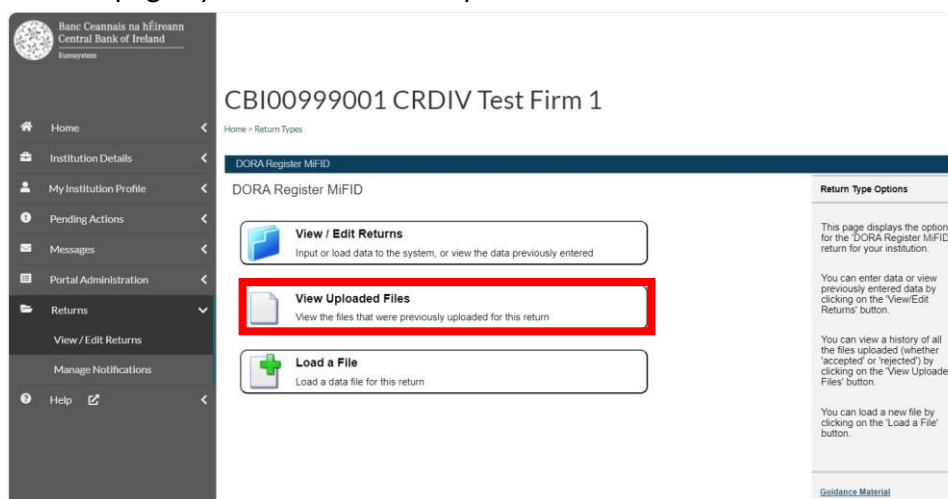 Banc Ceannais na hÉireann
Central Bank of Ireland
Eurosystem
Home
Institution Details
My Institution Profile
Pending Actions
Messages
Portal Administration
Returns
View / Edit Returns
Manage Notifications
Help
CBI00999001 CRDIV Test Firm 1
Home > Return Types
DORA Register MiFID
DORA Register MiFID
View / Edit Returns
Input or load data to the system, or view the data previously entered
View Uploaded Files
View the files that were previously uploaded for this return
Load a File
Load a data file for this return
Return Type Options
This page displays the option
for the 'DORA Register MiFID
return for your institution.
You can enter data or view
previously entered data by
clicking on the 'View/Edit
Returns' button.
You can view a history of all
the files uploaded (whether
'accepted' or 'rejected') by
clicking on the 'View Uploade
Files' button.
You can load a new file by
clicking on the 'Load a File'
button.
Guidance Material